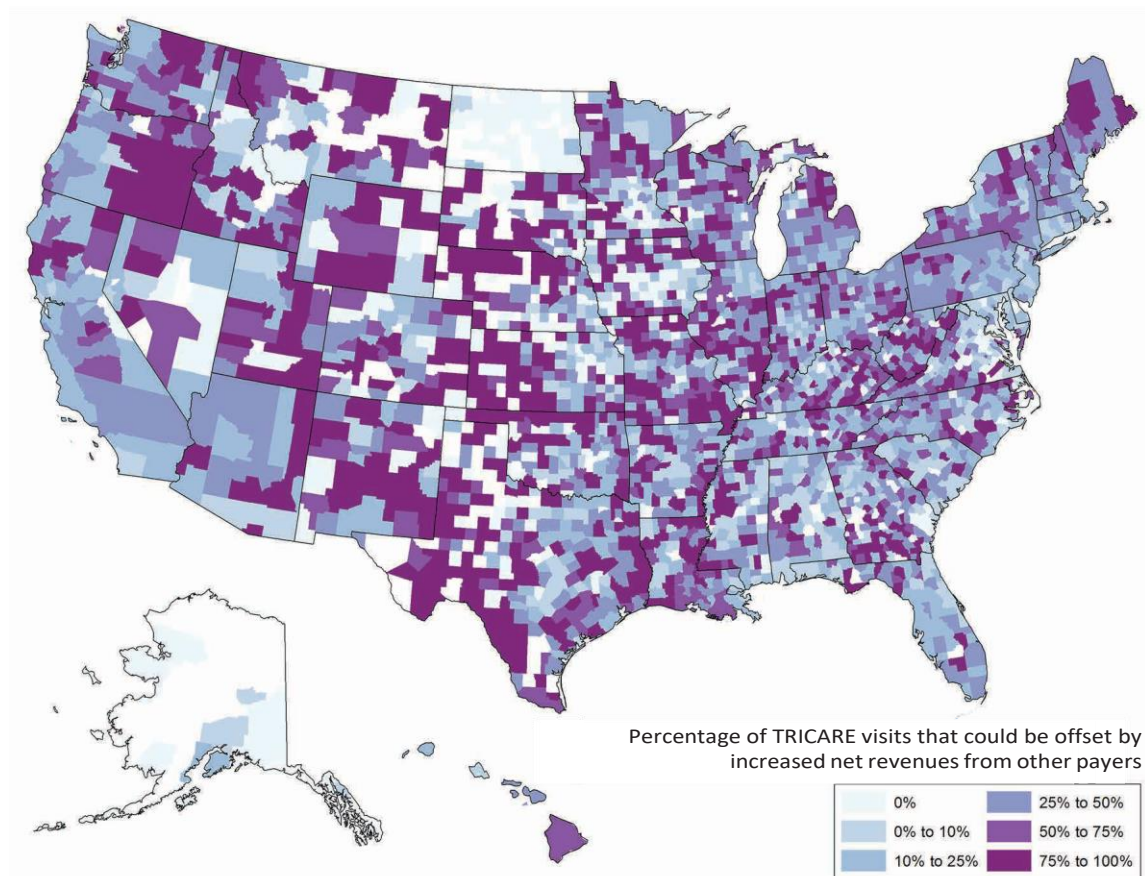 Percentage of TRICARE visits that could be offset by
increased net revenues from other payers
0%
0% to 10%
10% to 25%
25% to 50%
50% to 75%
75% to 100%